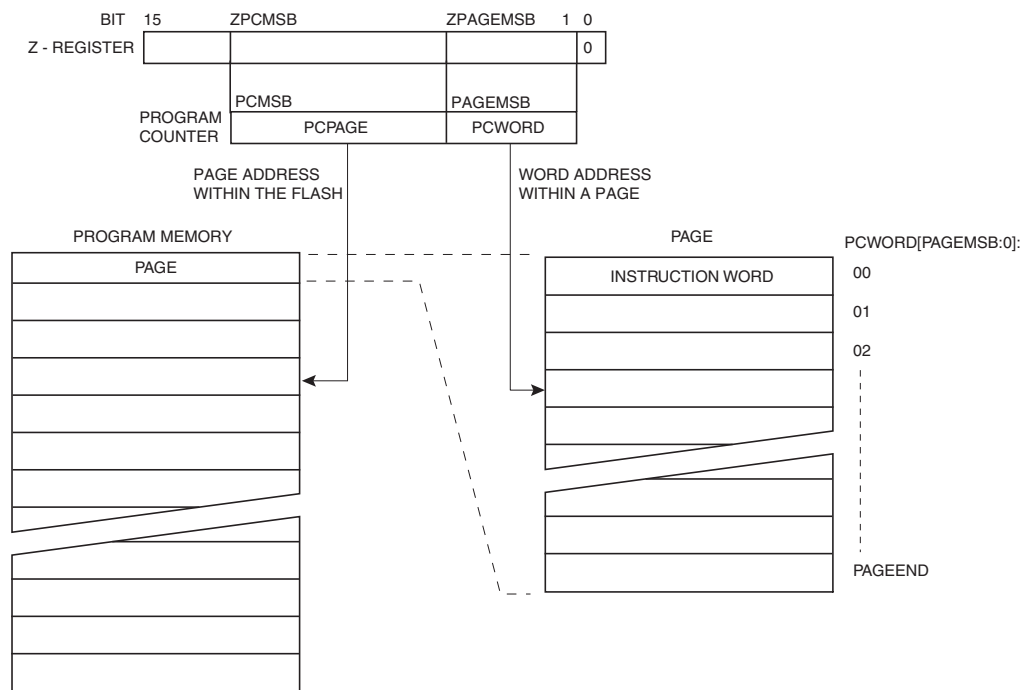 BIT 15 ZPCMSB ZPAGEMSB 1 0
Z - REGISTER 0
PCMSB PAGEMSB
PROGRAM
COUNTER
PCPAGE PCWORD
PAGE ADDRESS
WITHIN THE FLASH
WORD ADDRESS
WITHIN A PAGE
PROGRAM MEMORY
PAGE
PAGE
PCWORD[PAGEMSB:0]:
INSTRUCTION WORD
00
01
02
PAGEEND